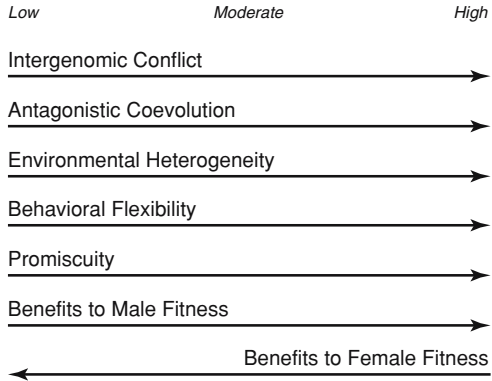 Low Moderate High
Intergenomic Conflict
Antagonistic Coevolution
Environmental Heterogeneity
Behavioral Flexibility
Promiscuity
Benefits to Male Fitness
Benefits to Female Fitness